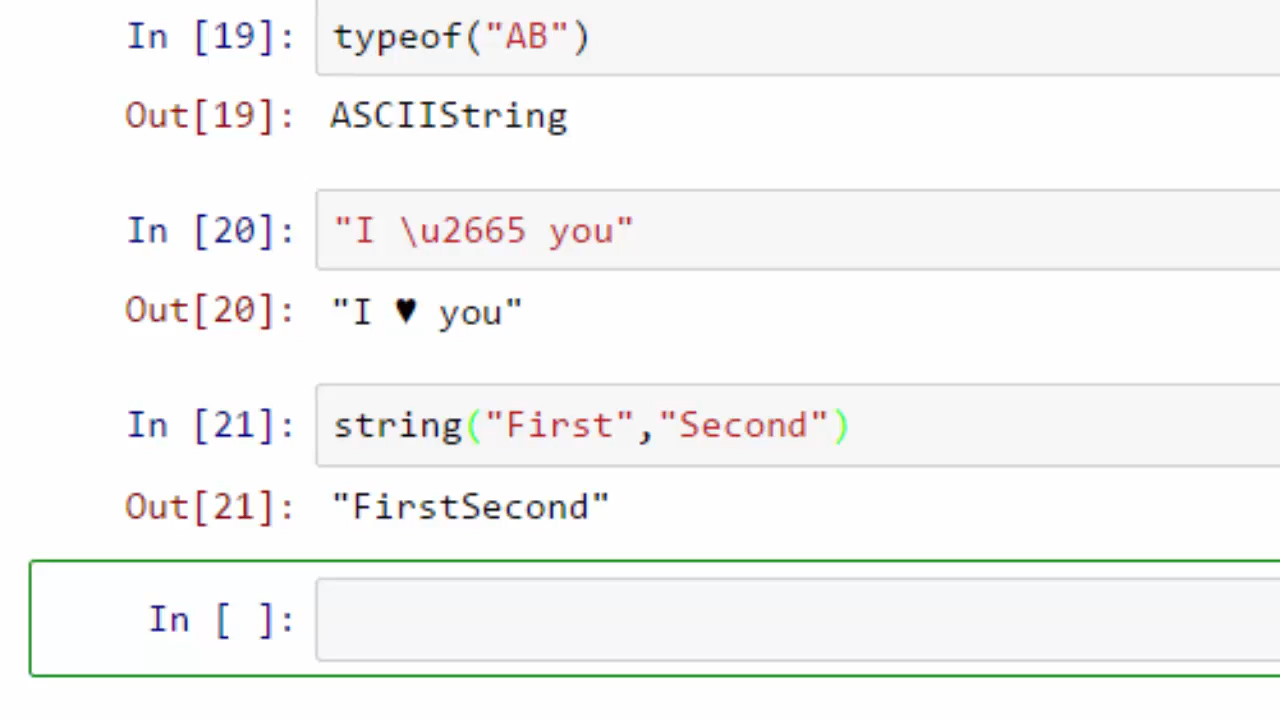 In [19]: typeof("AB")
Out[19]: ASCIIString
In [20]: "I \u2665 you"
Out[20]: "I ♥ you"
In [21]: string("First","Second")
Out[21]: "FirstSecond"
In [ ]: